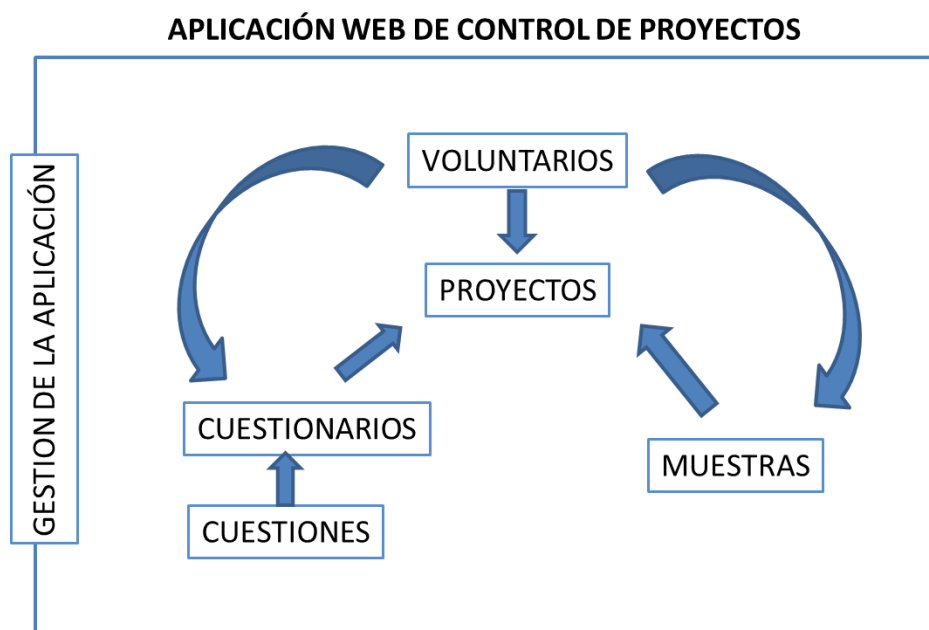 APLICACIÓN WEB DE CONTROL DE PROYECTOS
GESTION DE LA APLICACIÓN
VOLUNTARIOS
PROYECTOS
CUESTIONARIOS
MUESTRAS
CUESTIONES